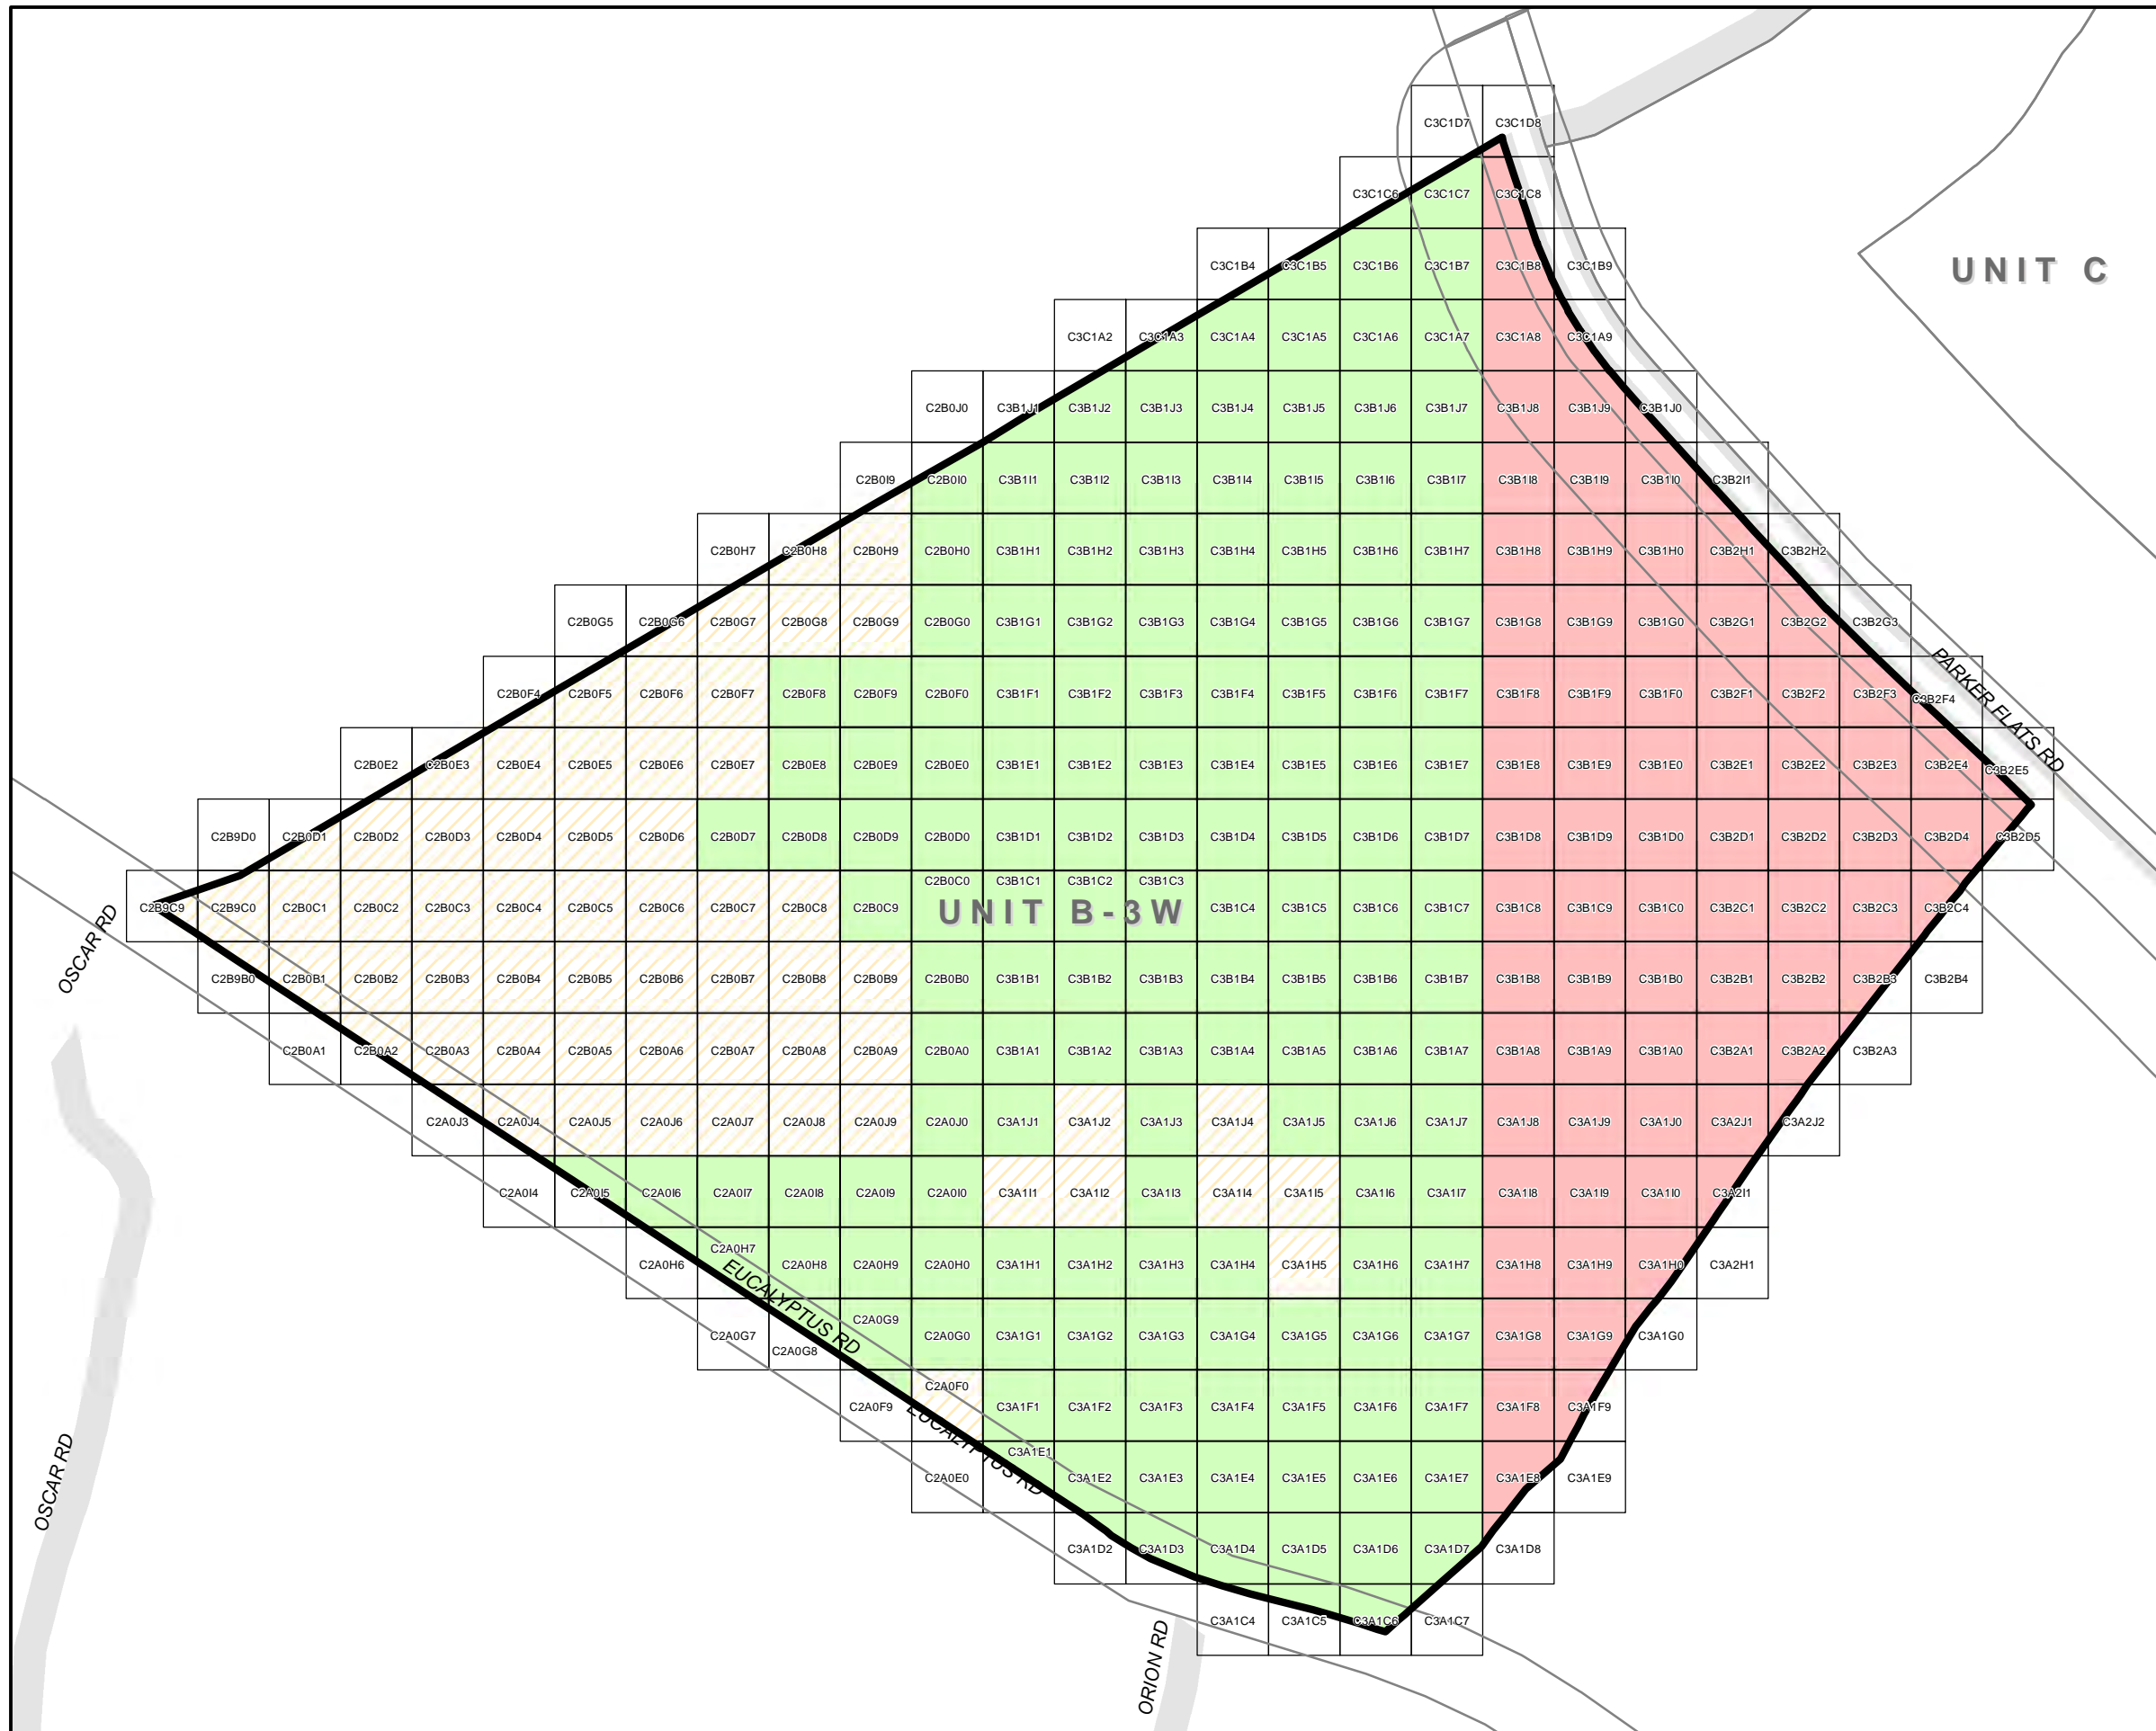 C3C1D7 C3C1D8
C3C1C6 C3C1C7 C3C1C8
C3C1B4 C3C1B5 C3C1B6 C3C1B7 C3C1B8 C3C1B9
UNIT C
C3C1A2 C3C1A3 C3C1A4 C3C1A5 C3C1A6 C3C1A7 C3C1A8 C3C1A9
C2B0J0 C3B1J1 C3B1J2 C3B1J3 C3B1J4 C3B1J5 C3B1J6 C3B1J7 C3B1J8 C3B1J9 C3B1J0
C2B0I9 C2B0I0 C3B1I1 C3B1I2 C3B1I3 C3B1I4 C3B1I5 C3B1I6 C3B1I7 C3B1I8 C3B1I9 C3B1I0 C3B2I1
C2B0H7 C2B0H8 C2B0H9 C2B0H0 C3B1H1 C3B1H2 C3B1H3 C3B1H4 C3B1H5 C3B1H6 C3B1H7 C3B1H8 C3B1H9 C3B1H0 C3B2H1 C3B2H2
C2B0G5 C2B0G6 C2B0G7 C2B0G8 C2B0G9 C2B0G0 C3B1G1 C3B1G2 C3B1G3 C3B1G4 C3B1G5 C3B1G6 C3B1G7 C3B1G8 C3B1G9 C3B1G0 C3B2G1 C3B2G2 C3B2G3
C2B0F4 C2B0F5 C2B0F6 C2B0F7 C2B0F8 C2B0F9 C2B0F0 C3B1F1 C3B1F2 C3B1F3 C3B1F4 C3B1F5 C3B1F6 C3B1F7 C3B1F8 C3B1F9 C3B1F0 C3B2F1 C3B2F2 C3B2F3 C3B2F4
PARKER FLATS RD
C2B0E2 C2B0E3 C2B0E4 C2B0E5 C2B0E6 C2B0E7 C2B0E8 C2B0E9 C2B0E0 C3B1E1 C3B1E2 C3B1E3 C3B1E4 C3B1E5 C3B1E6 C3B1E7 C3B1E8 C3B1E9 C3B1E0 C3B2E1 C3B2E2 C3B2E3 C3B2E4 C3B2E5
C2B9D0 C2B0D1 C2B0D2 C2B0D3 C2B0D4 C2B0D5 C2B0D6 C2B0D7 C2B0D8 C2B0D9 C2B0D0 C3B1D1 C3B1D2 C3B1D3 C3B1D4 C3B1D5 C3B1D6 C3B1D7 C3B1D8 C3B1D9 C3B1D0 C3B2D1 C3B2D2 C3B2D3 C3B2D4 C3B2D5
C2B9C9 C2B9C0 C2B0C1 C2B0C2 C2B0C3 C2B0C4 C2B0C5 C2B0C6 C2B0C7 C2B0C8 C2B0C9 C2B0C0 C3B1C1 C3B1C2 C3B1C3 C3B1C4 C3B1C5 C3B1C6 C3B1C7 C3B1C8 C3B1C9 C3B1C0 C3B2C1 C3B2C2 C3B2C3 C3B2C4
UNIT B-3W
OSCAR RD
C2B9B0 C2B0B1 C2B0B2 C2B0B3 C2B0B4 C2B0B5 C2B0B6 C2B0B7 C2B0B8 C2B0B9 C2B0B0 C3B1B1 C3B1B2 C3B1B3 C3B1B4 C3B1B5 C3B1B6 C3B1B7 C3B1B8 C3B1B9 C3B1B0 C3B2B1 C3B2B2 C3B2B3 C3B2B4
C2B0A1 C2B0A2 C2B0A3 C2B0A4 C2B0A5 C2B0A6 C2B0A7 C2B0A8 C2B0A9 C2B0A0 C3B1A1 C3B1A2 C3B1A3 C3B1A4 C3B1A5 C3B1A6 C3B1A7 C3B1A8 C3B1A9 C3B1A0 C3B2A1 C3B2A2 C3B2A3
C2A0J3 C2A0J4 C2A0J5 C2A0J6 C2A0J7 C2A0J8 C2A0J9 C2A0J0 C3A1J1 C3A1J2 C3A1J3 C3A1J4 C3A1J5 C3A1J6 C3A1J7 C3A1J8 C3A1J9 C3A1J0 C3A2J1 C3A2J2
C2A0I4 C2A0I5 C2A0I6 C2A0I7 C2A0I8 C2A0I9 C2A0I0 C3A1I1 C3A1I2 C3A1I3 C3A1I4 C3A1I5 C3A1I6 C3A1I7 C3A1I8 C3A1I9 C3A1I0 C3A2I1
C2A0H6 C2A0H7 C2A0H8 C2A0H9 C2A0H0 C3A1H1 C3A1H2 C3A1H3 C3A1H4 C3A1H5 C3A1H6 C3A1H7 C3A1H8 C3A1H9 C3A1H0 C3A2H1
EUCALYPTUS RD
C2A0G7 C2A0G8 C2A0G9 C2A0G0 C3A1G1 C3A1G2 C3A1G3 C3A1G4 C3A1G5 C3A1G6 C3A1G7 C3A1G8 C3A1G9 C3A1G0
C2A0F9 C2A0F0 C3A1F1 C3A1F2 C3A1F3 C3A1F4 C3A1F5 C3A1F6 C3A1F7 C3A1F8 C3A1F9
EUCALYPTUS RD
OSCAR RD
C2A0E0 C3A1E1 C3A1E2 C3A1E3 C3A1E4 C3A1E5 C3A1E6 C3A1E7 C3A1E8 C3A1E9
C3A1D2 C3A1D3 C3A1D4 C3A1D5 C3A1D6 C3A1D7 C3A1D8
C3A1C4 C3A1C5 C3A1C6 C3A1C7
ORION RD